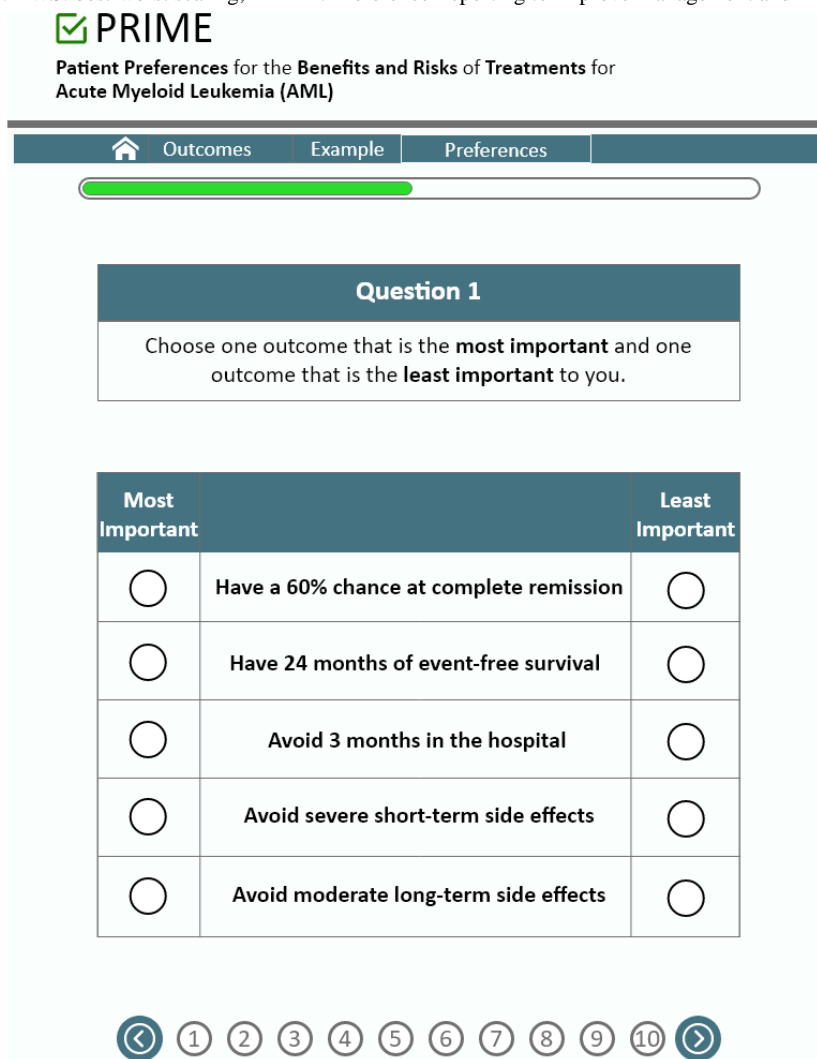 PRIME
Patient Preferences for the Benefits and Risks of Treatments for
Acute Myeloid Leukemia (AML)
Outcomes Example Preferences
Question 1
Choose one outcome that is the most important and one
outcome that is the least important to you.
Most
Important
Least
Important
Have a 60% chance at complete remission
Have 24 months of event-free survival
Avoid 3 months in the hospital
Avoid severe short-term side effects
Avoid moderate long-term side effects
1 2 3 4 5 6 7 8 9 10